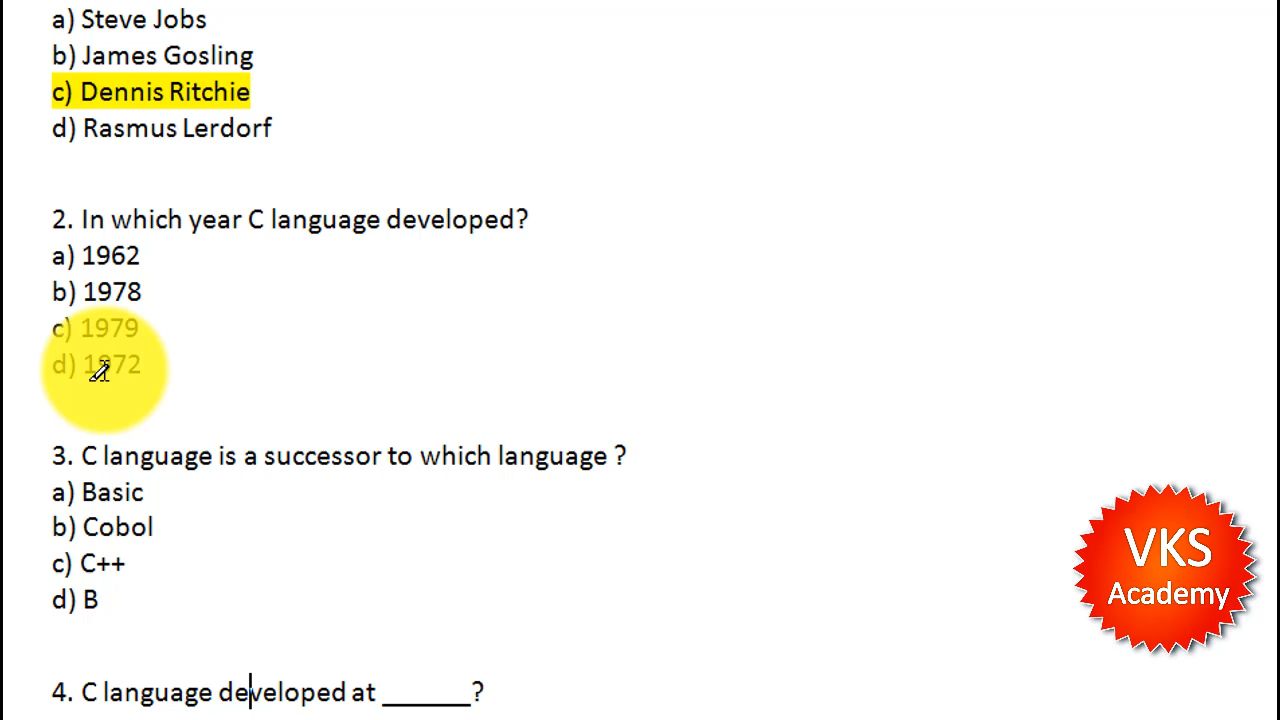 a) Steve Jobs
b) James Gosling
c) Dennis Ritchie
d) Rasmus Lerdorf
2. In which year C language developed?
a) 1962
b) 1978
c) 1979
d) 1972
3. C language is a successor to which language ?
a) Basic
b) Cobol
c) C++
d) B
VKS
Academy
4. C language developed at ______?